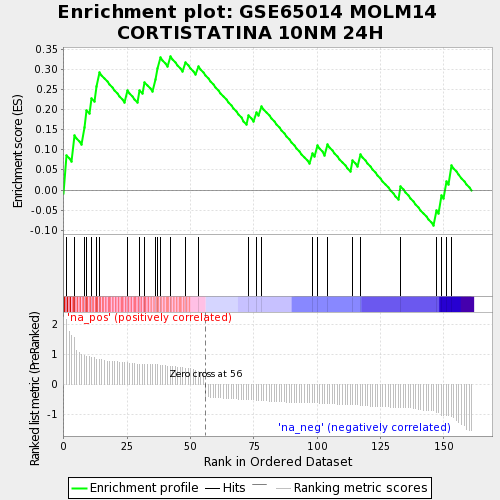 Enrichment plot: GSE65014 MOLM14
CORTISTATINA 10NM 24H
Enrichment score (ES)
0.35
0.30
0.25
0.20
0.15
0.10
0.05
0.00
-0.05
-0.10
'na_pos' (positively correlated)
Ranked list metric (PreRanked)
2
1
0
-1
Zero cross at 56
'na_neg' (negatively correlated)
0
25
50
75
100
125
150
Rank in Ordered Dataset
Enrichment profile
Hits
Ranking metric scores